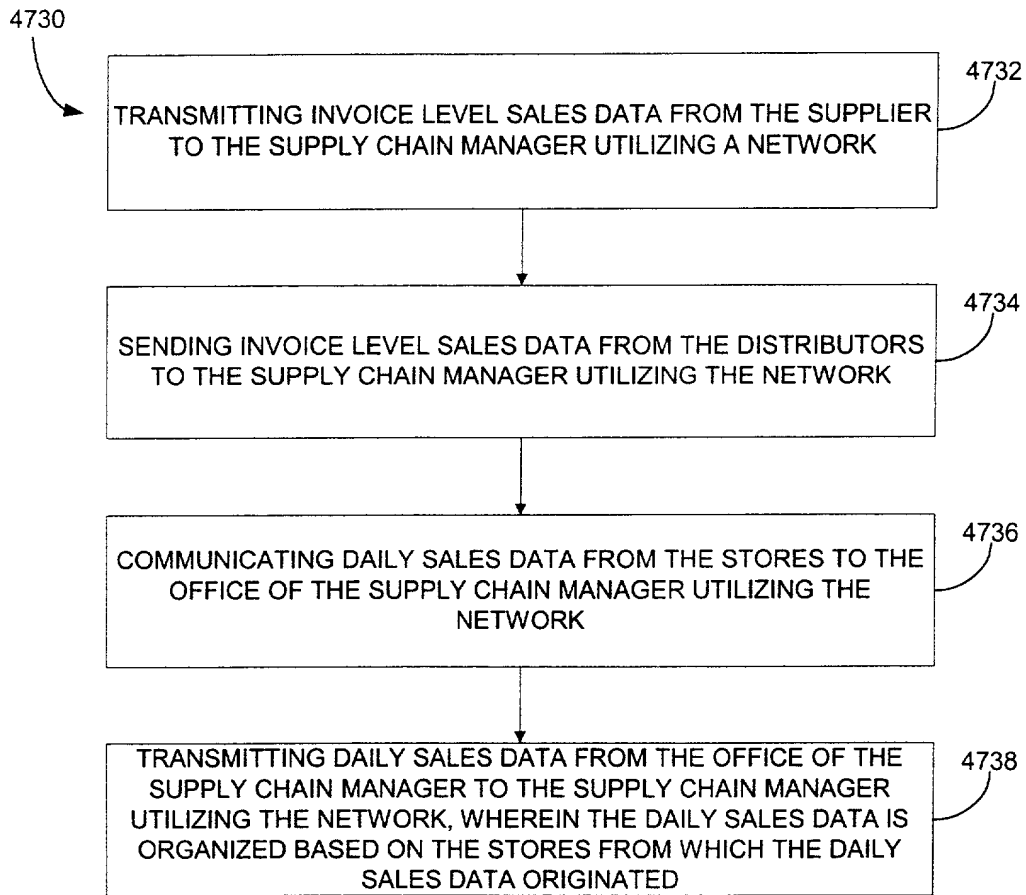 4730
4732
TRANSMITTING INVOICE LEVEL SALES DATA FROM THE SUPPLIER
TO THE SUPPLY CHAIN MANAGER UTILIZING A NETWORK
4734
SENDING INVOICE LEVEL SALES DATA FROM THE DISTRIBUTORS
TO THE SUPPLY CHAIN MANAGER UTILIZING THE NETWORK
4736
COMMUNICATING DAILY SALES DATA FROM THE STORES TO THE
OFFICE OF THE SUPPLY CHAIN MANAGER UTILIZING THE
NETWORK
4738
TRANSMITTING DAILY SALES DATA FROM THE OFFICE OF THE
SUPPLY CHAIN MANAGER TO THE SUPPLY CHAIN MANAGER
UTILIZING THE NETWORK, WHEREIN THE DAILY SALES DATA IS
ORGANIZED BASED ON THE STORES FROM WHICH THE DAILY
SALES DATA ORIGINATED